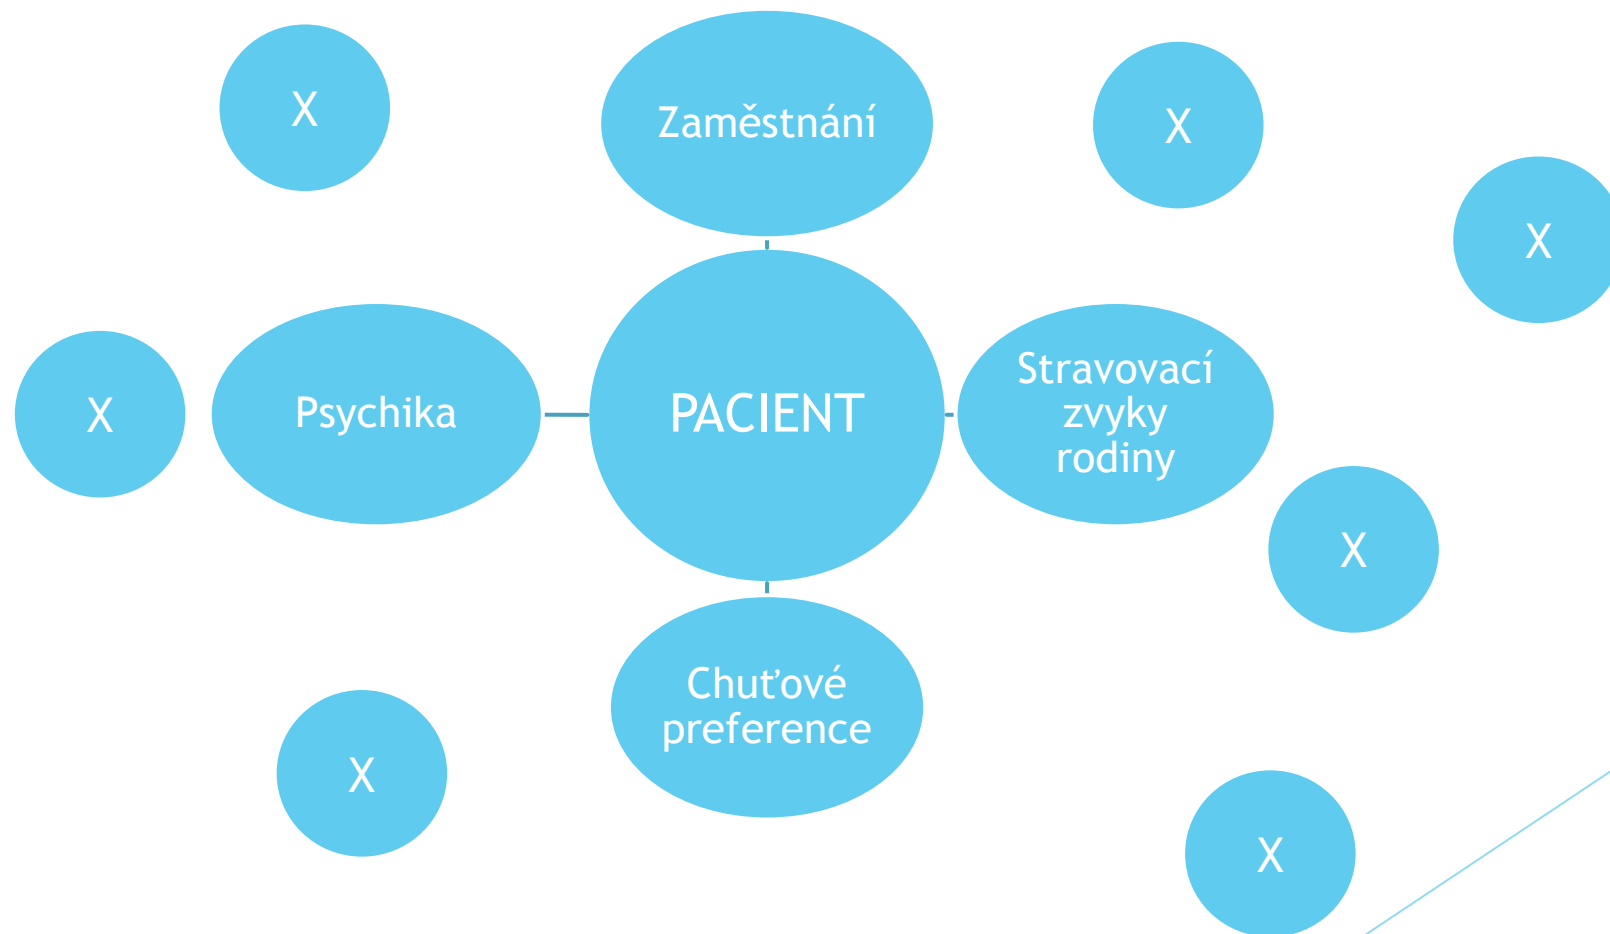 X
Zaměstnání
X
X
X
Psychika
PACIENT
Stravovací
zvyky
rodiny
X
Chuťové
preference
X
X